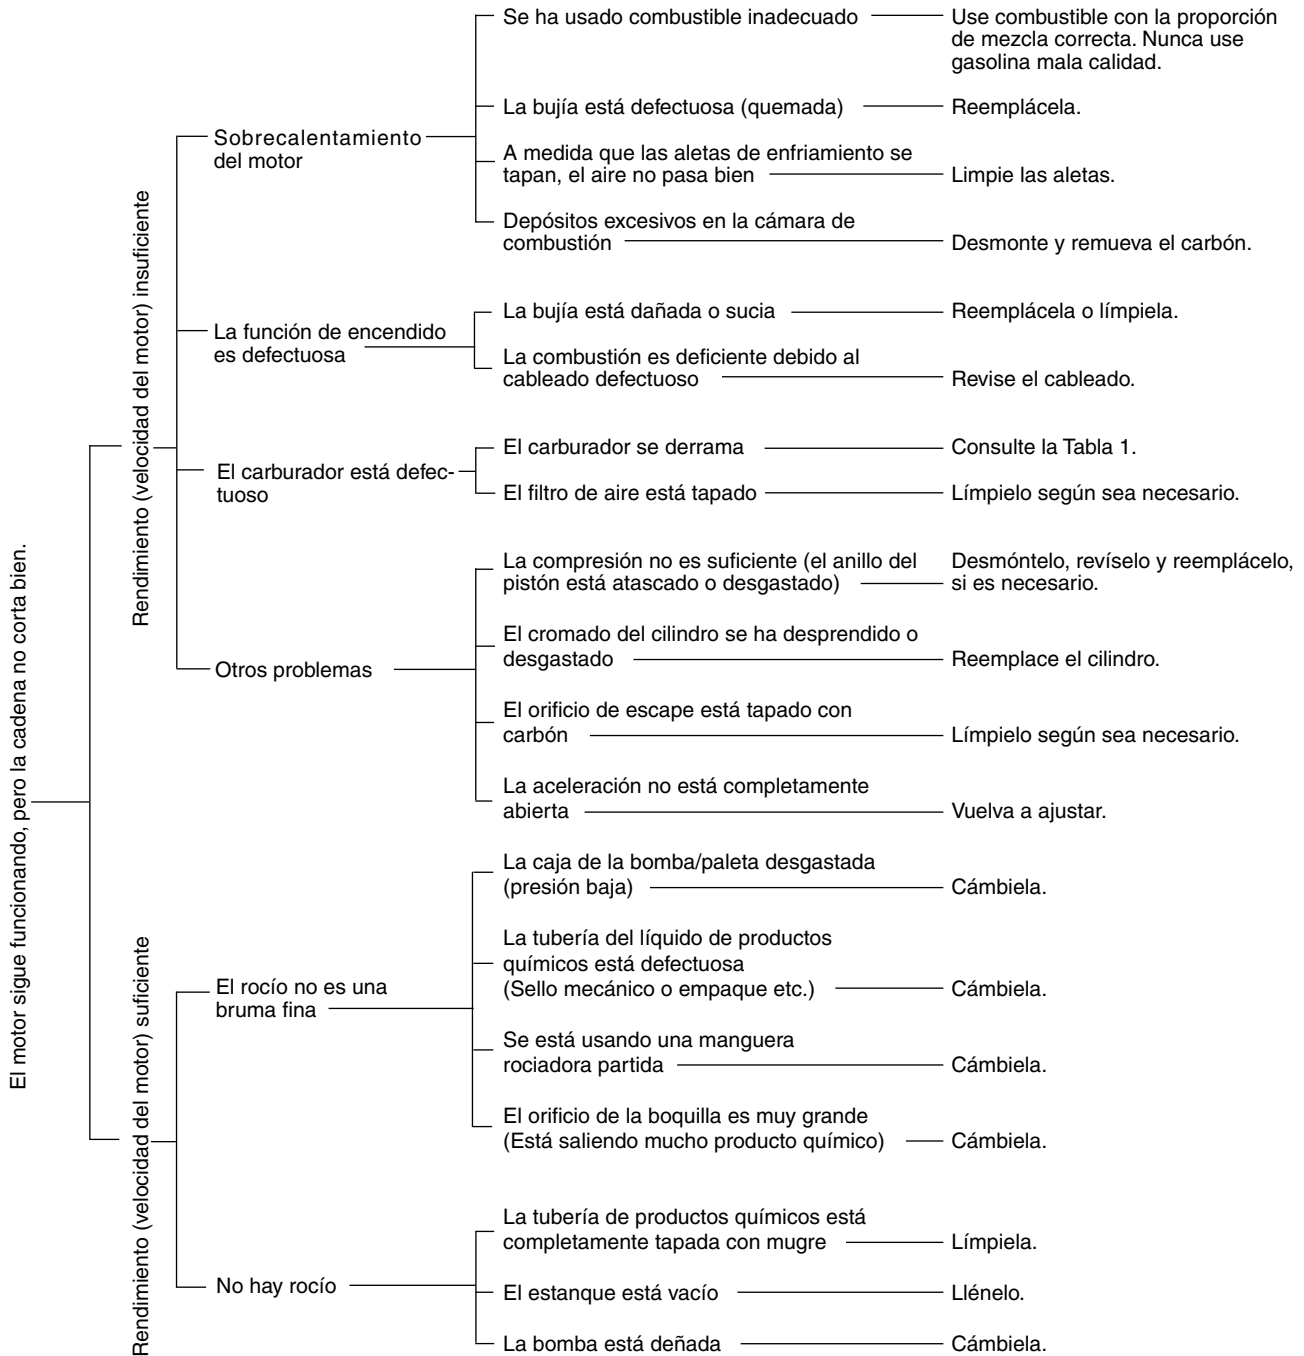 El motor sigue funcionando, pero la cadena no corta bien.
Rendimiento (velocidad del motor) insuficiente
Sobrecalentamiento
del motor
Se ha usado combustible inadecuado
Use combustible con la proporción
de mezcla correcta. Nunca use
gasolina mala calidad.
La bujía está defectuosa (quemada)
Reemplácela.
A medida que las aletas de enfriamiento se
tapan, el aire no pasa bien
Limpie las aletas.
Depósitos excesivos en la cámara de
combustión
Desmonte y remueva el carbón.
La función de encendido
es defectuosa
La bujía está dañada o sucia
Reemplácela o límpiela.
La combustión es deficiente debido al
cableado defectuoso
Revise el cableado.
El carburador está defec-
tuoso
El carburador se derrama
Consulte la Tabla 1.
El filtro de aire está tapado
Límpielo según sea necesario.
Otros problemas
La compresión no es suficiente (el anillo del
pistón está atascado o desgastado)
Desmóntelo, revíselo y reemplácelo,
si es necesario.
El cromado del cilindro se ha desprendido o
desgastado
Reemplace el cilindro.
El orificio de escape está tapado con
carbón
Límpielo según sea necesario.
La aceleración no está completamente
abierta
Vuelva a ajustar.
Rendimiento (velocidad del motor) suficiente
El rocío no es una
bruma fina
La caja de la bomba/paleta desgastada
(presión baja)
Cámbiela.
La tubería del líquido de productos
químicos está defectuosa
(Sello mecánico o empaque etc.)
Cámbiela.
Se está usando una manguera
rociadora partida
Cámbiela.
El orificio de la boquilla es muy grande
(Está saliendo mucho producto químico)
Cámbiela.
No hay rocío
La tubería de productos químicos está
completamente tapada con mugre
Límpiela.
El estanque está vacío
Llénelo.
La bomba está deñada
Cámbiela.